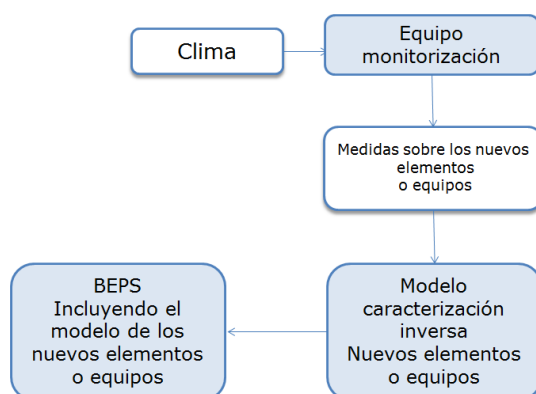 Clima
Equipo
monitorización
Medidas sobre los nuevos
elementos
o equipos
BEPS
Incluyendo el
modelo de los
nuevos elementos
o equipos
Modelo
caracterización
inversa
Nuevos elementos
o equipos